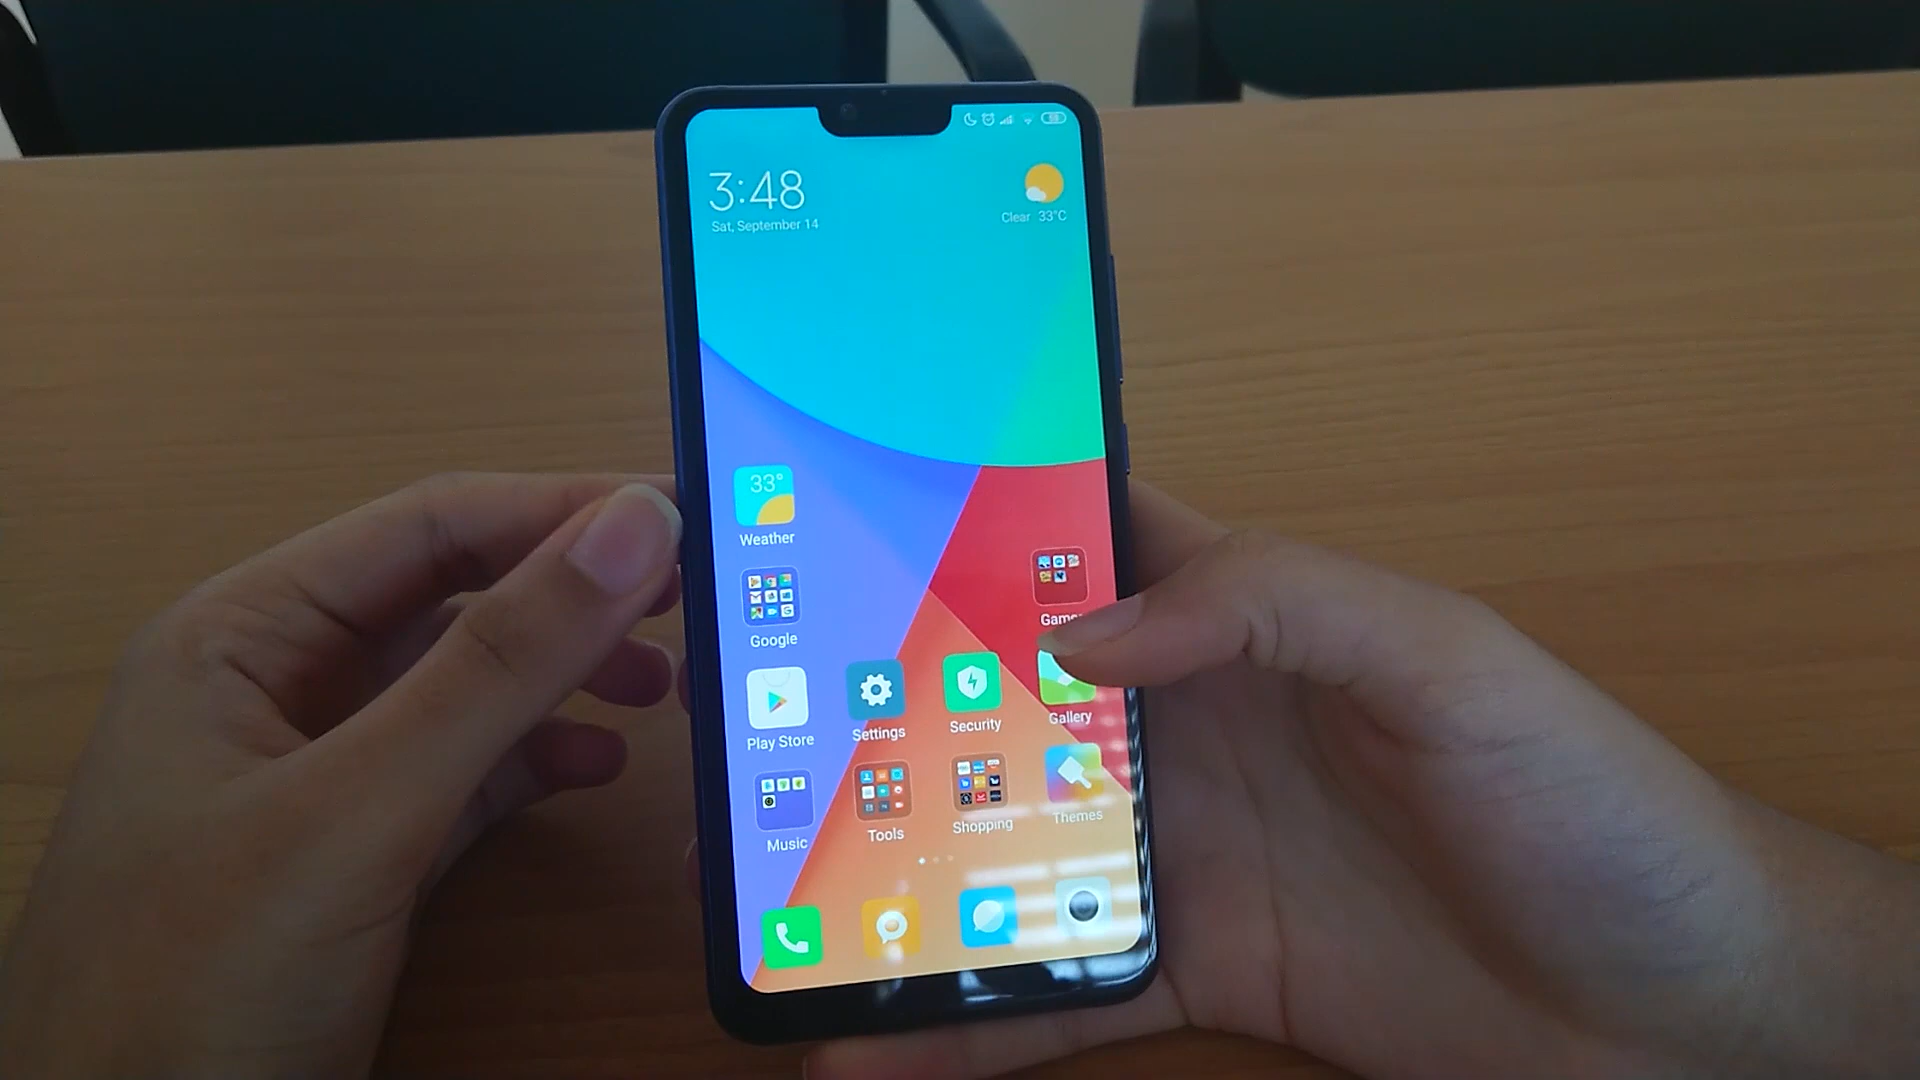 3:48
Sat, September 14
Clear 33°C
33°
Weather
Google
Play Store
Settings
Security
Gallery
Music
Tools
Shopping
Themes